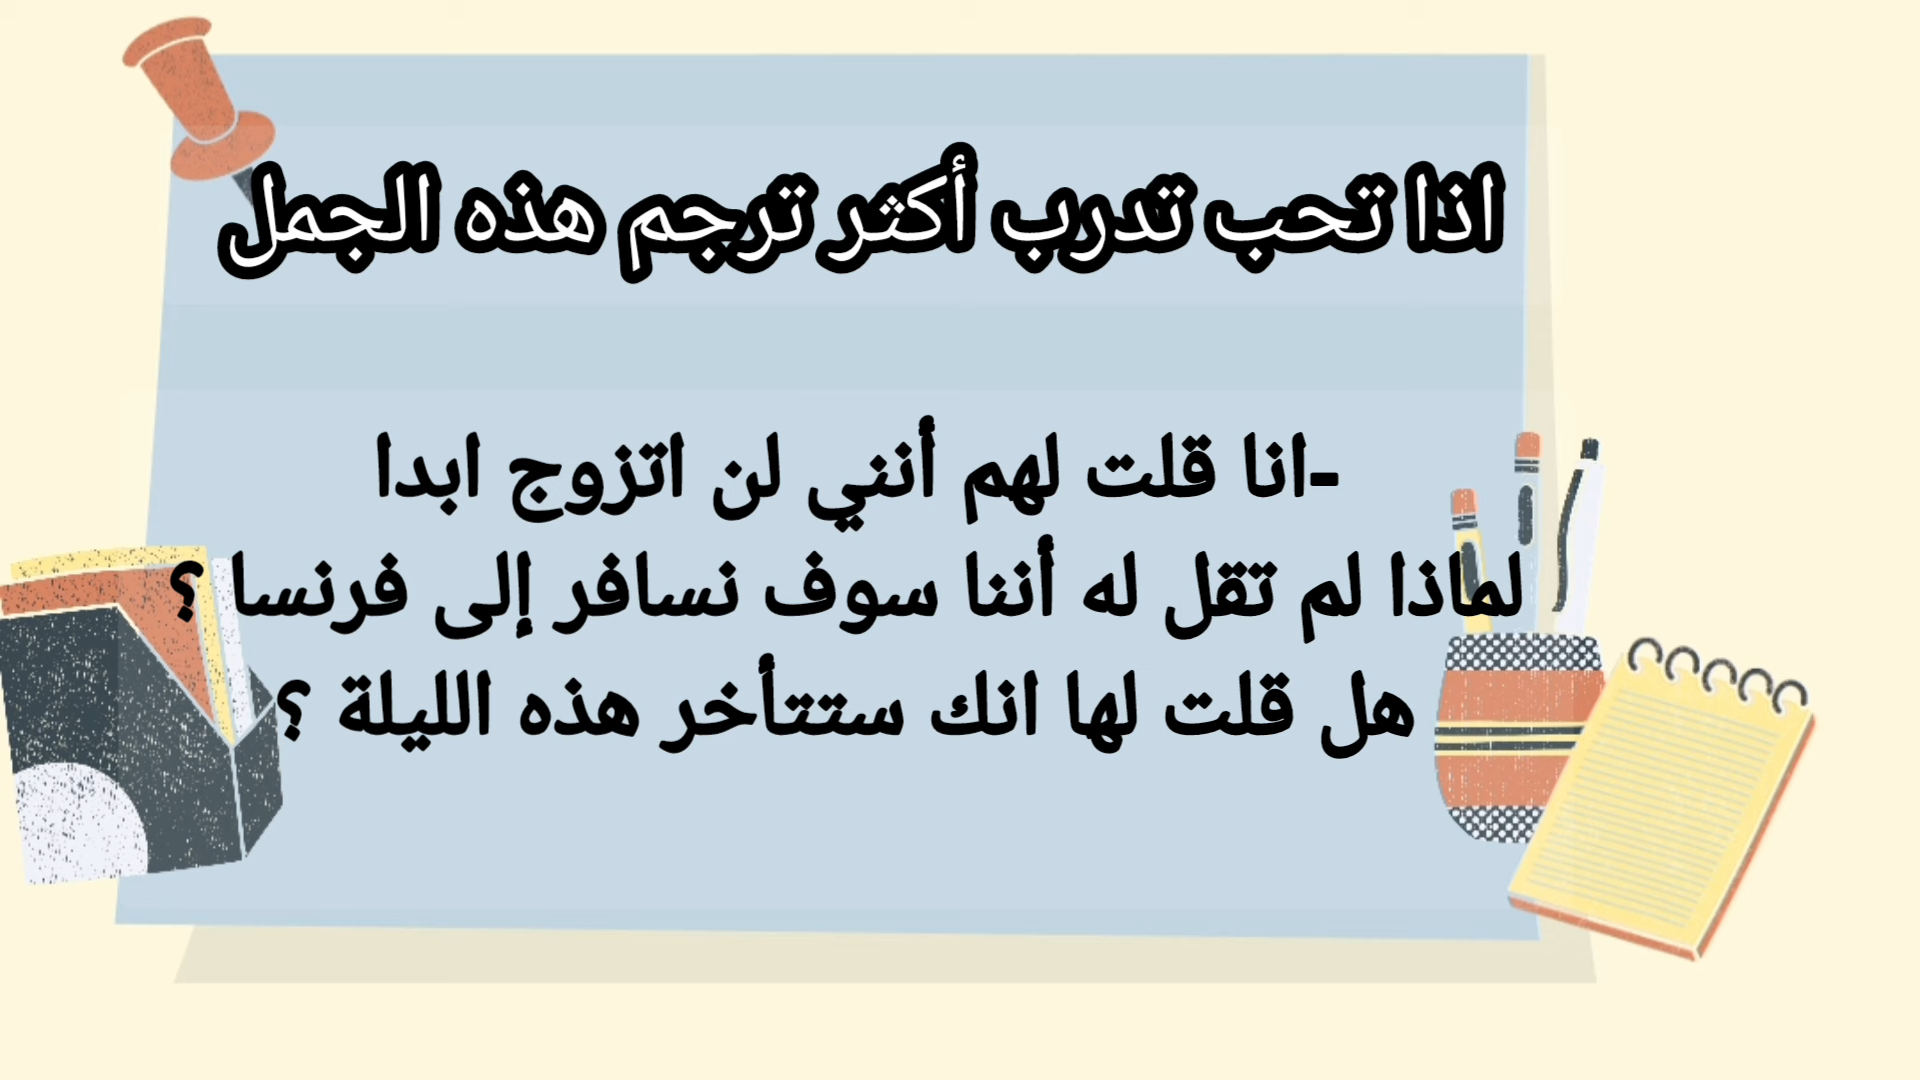 اذا تحب تدرب أكثر ترجم هذه الجمل
-انا قلت لهم أنني لن اتزوج ابدا
لماذا لم تقل له أننا سوف نسافر إلى فرنسا ؟
هل قلت لها انك ستتأخر هذه الليلة ؟